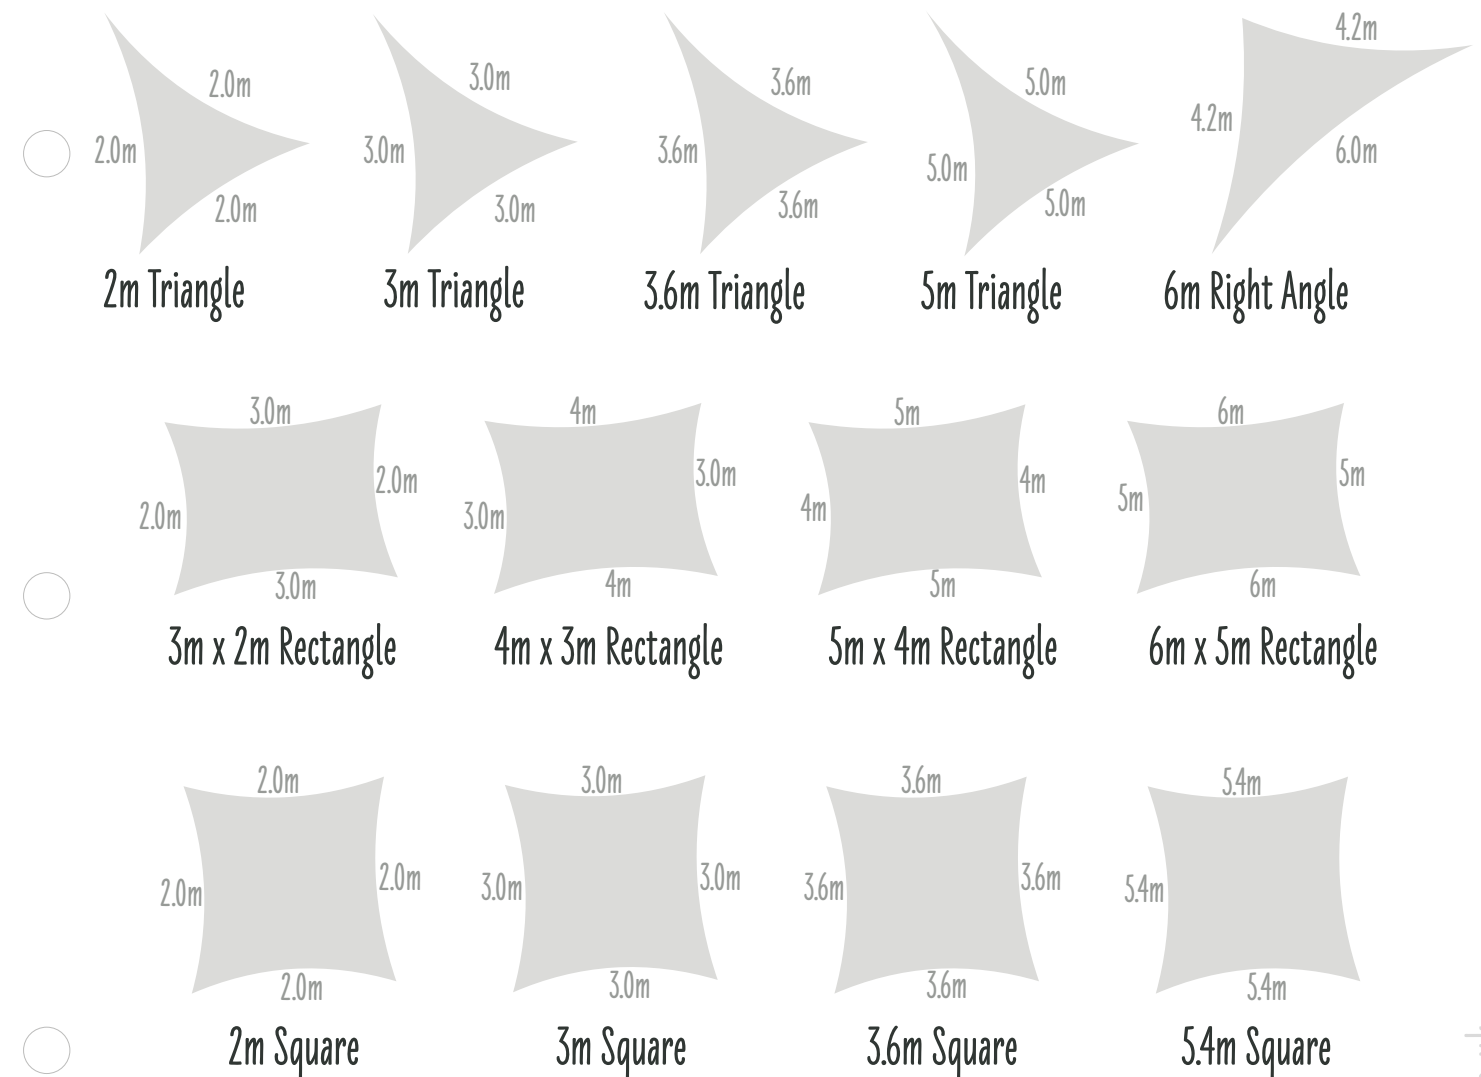 2.0m
2.0m
2.0m
2m Triangle
3.0m
3.0m
3.0m
3m Triangle
3.6m
3.6m
3.6m
3.6m Triangle
5.0m
5.0m
5.0m
5m Triangle
4.2m
4.2m
6.0m
6m Right Angle
3.0m
2.0m
2.0m
3.0m
3m x 2m Rectangle
4m
3.0m
3.0m
4m
4m x 3m Rectangle
5m
4m
4m
5m
5m x 4m Rectangle
6m
5m
5m
6m
6m x 5m Rectangle
2.0m
2.0m
2.0m
2.0m
2m Square
3.0m
3.0m
3.0m
3.0m
3m Square
3.6m
3.6m
3.6m
3.6m
3.6m Square
5.4m
5.4m
5.4m
5.4m Square